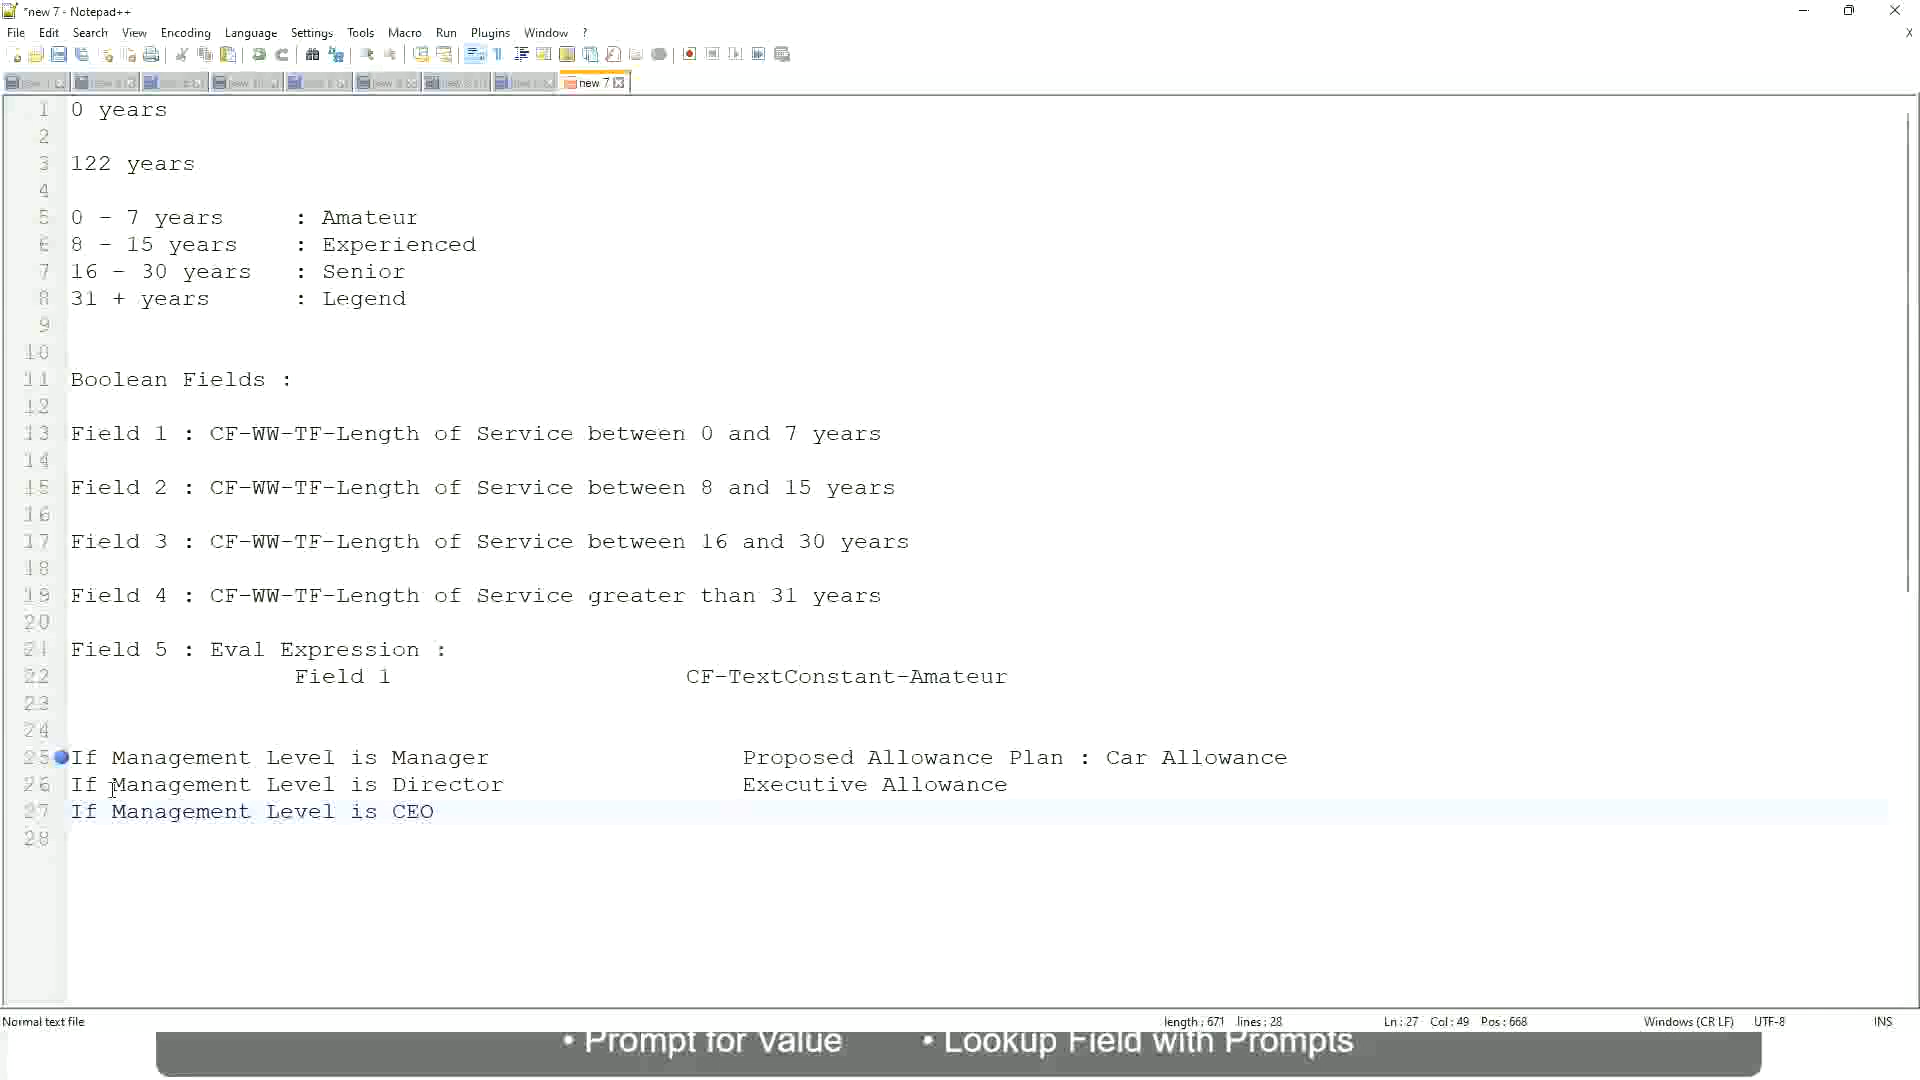 *new 7 - Notepad++
File Edit Search View Encoding Language Settings Tools Macro Run Plugins Window ?
new 7
1 0 years
2
3 122 years
4
5 0 - 7 years : Amateur
6 8 - 15 years : Experienced
7 16 - 30 years : Senior
8 31 + years : Legend
9
10
11 Boolean Fields :
12
13 Field 1 : CF-WW-TF-Length of Service between 0 and 7 years
14
15 Field 2 : CF-WW-TF-Length of Service between 8 and 15 years
16
17 Field 3 : CF-WW-TF-Length of Service between 16 and 30 years
18
19 Field 4 : CF-WW-TF-Length of Service greater than 31 years
20
21 Field 5 : Eval Expression :
22 Field 1 CF-TextConstant-Amateur
23
24
25 If Management Level is Manager Proposed Allowance Plan : Car Allowance
26 If Management Level is Director Executive Allowance
27 If Management Level is CEO
28
Normal text file length : 671 lines : 28 Ln : 27 Col : 49 Pos : 668 Windows (CR LF) UTF-8 INS
• Prompt for Value • Lookup Field with Prompts